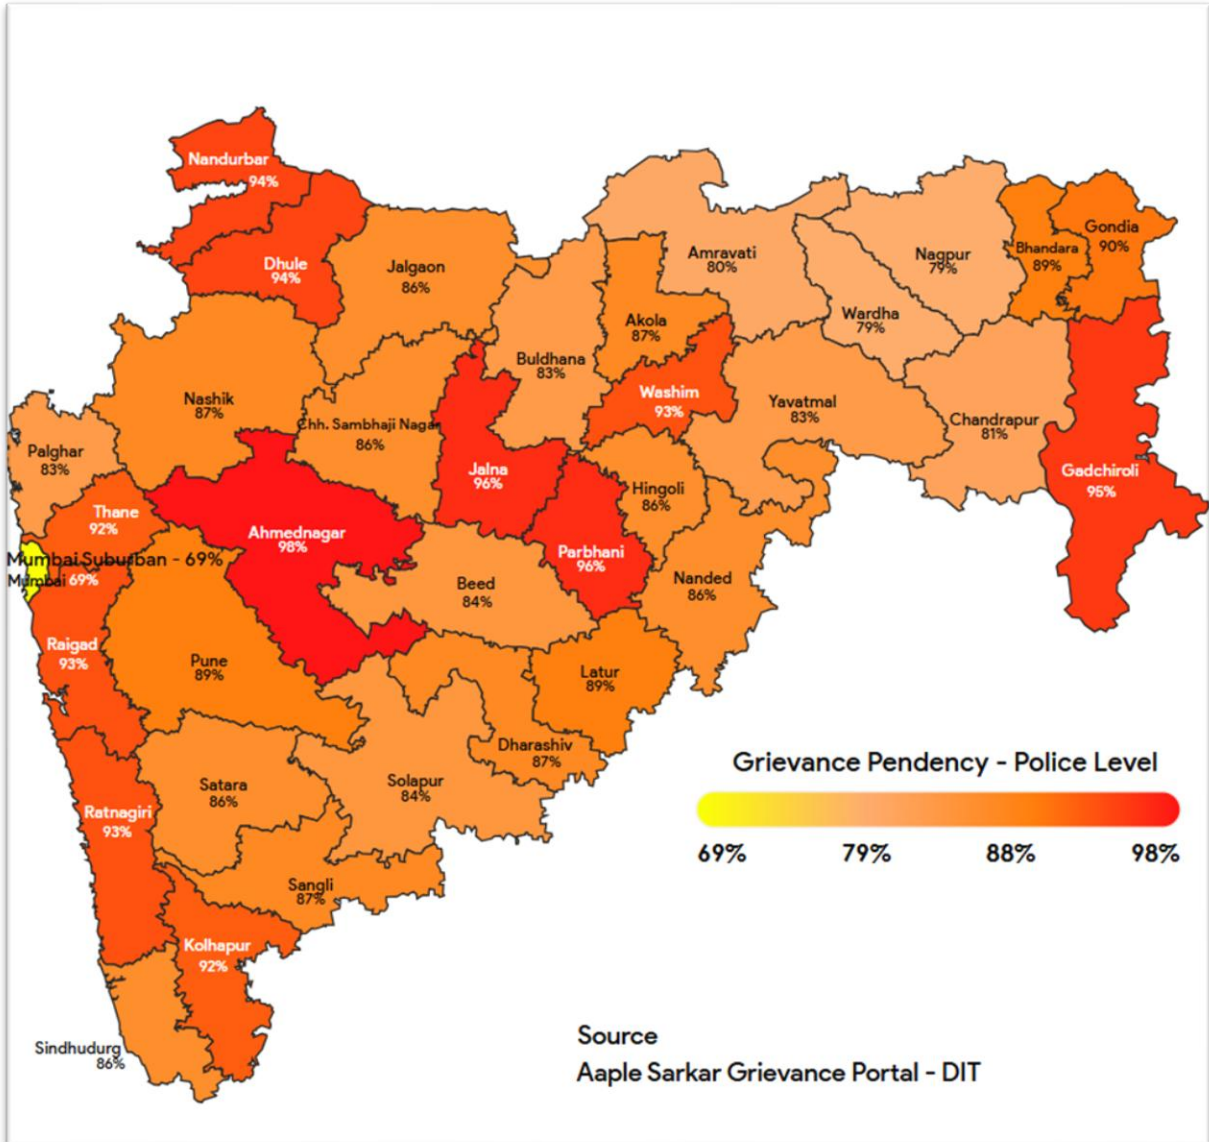 Nandurbar
94%
Dhule
94%
Jalgaon
86%
Amravati
80%
Nagpur
79%
Bhandara
89%
Gondia
90%
Akola
87%
Wardha
79%
Buldhana
83%
Washim
93%
Yavatmal
83%
Chandrapur
81%
Gadchiroli
95%
Nashik
87%
Chh. Sambhaji Nagar
86%
Palghar
83%
Jalna
96%
Hingoli
86%
Thane
92%
Ahmednagar
98%
Parbhani
96%
Mumbai Suburban - 69%
Mumbai 69%
Beed
84%
Nanded
86%
Raigad
93%
Pune
89%
Latur
89%
Dharashiv
87%
Satara
86%
Solapur
84%
Ratnagiri
93%
Sangli
87%
Kolhapur
92%
Sindhudurg
86%
Grievance Pendency - Police Level
69% 79% 88% 98%
Source
Aaple Sarkar Grievance Portal - DIT